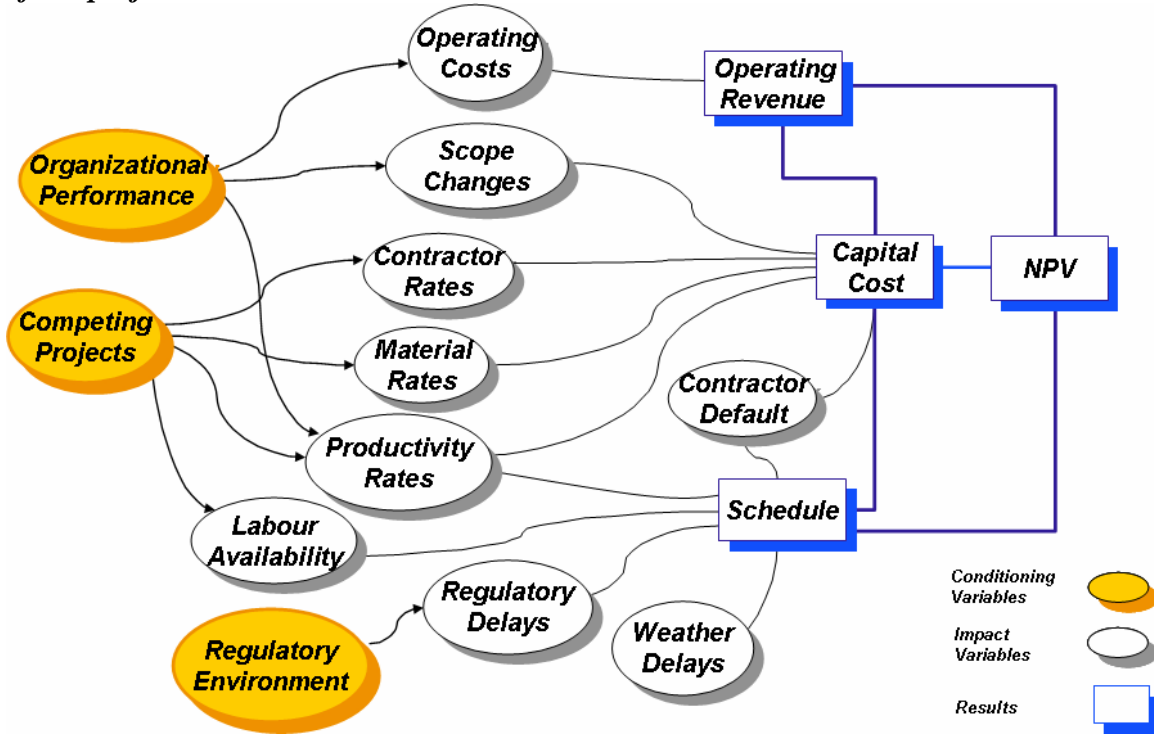 Operating
Costs
Operating
Revenue
Organizational
Performance
Scope
Changes
Contractor
Rates
Capital
Cost
NPV
Competing
Projects
Material
Rates
Contractor
Default
Productivity
Rates
Schedule
Labour
Availability
Regulatory
Delays
Weather
Delays
Regulatory
Environment
Conditioning
Variables
Impact
Variables
Results